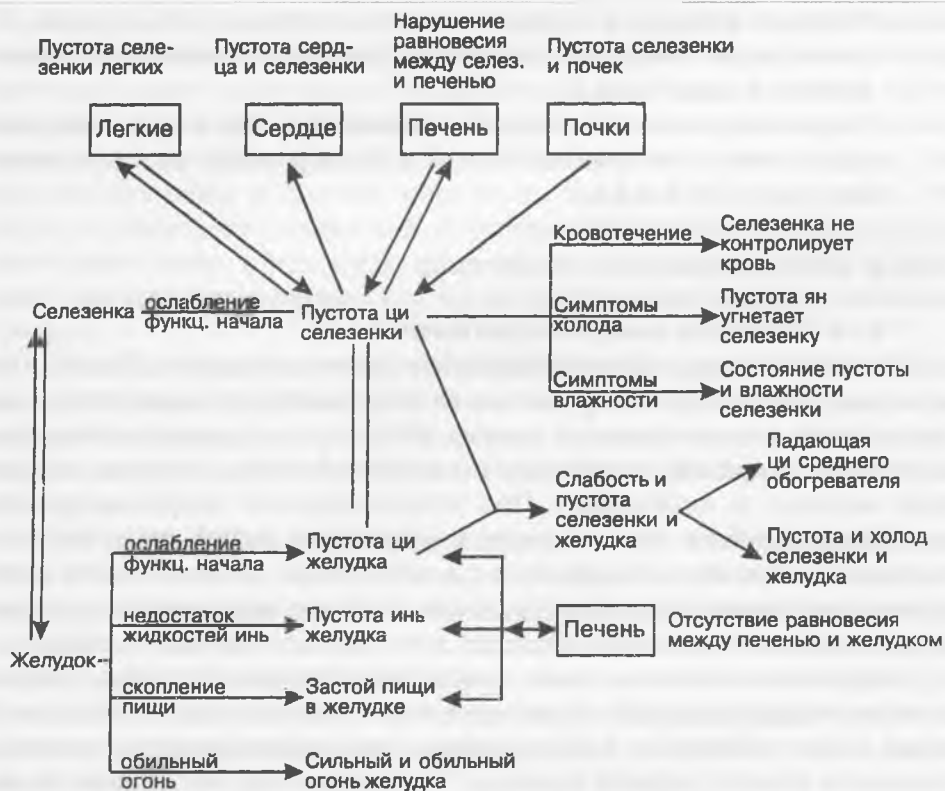 Пустота селе-
зенки легких
Пустота серд-
ца и селезенки
Нарушение
равновесия
между селез.
и печенью
Пустота селезенки
и почек
Легкие
Сердце
Печень
Почки
Кровотечение
Селезенка не
контролирует
кровь
Селезенка
ослабление
функц. начала
Пустота ци
селезенки
Симптомы
холода
Пустота ян
угнетает
селезенку
Симптомы
влажности
Состояние пустоты
и влажности
селезенки
Слабость и
пустота
селезенки и
желудка
Падающая
ци среднего
обогревателя
Пустота и холод
селезенки и
желудка
ослабление
функц. начала
Пустота ци
желудка
недостаток
жидкостей инь
Пустота инь
желудка
Печень
Отсутствие равновесия
между печенью и желудком
Желудок
скопление
пищи
Застой пищи
в желудке
обильный
огонь
Сильный и обильный
огонь желудка